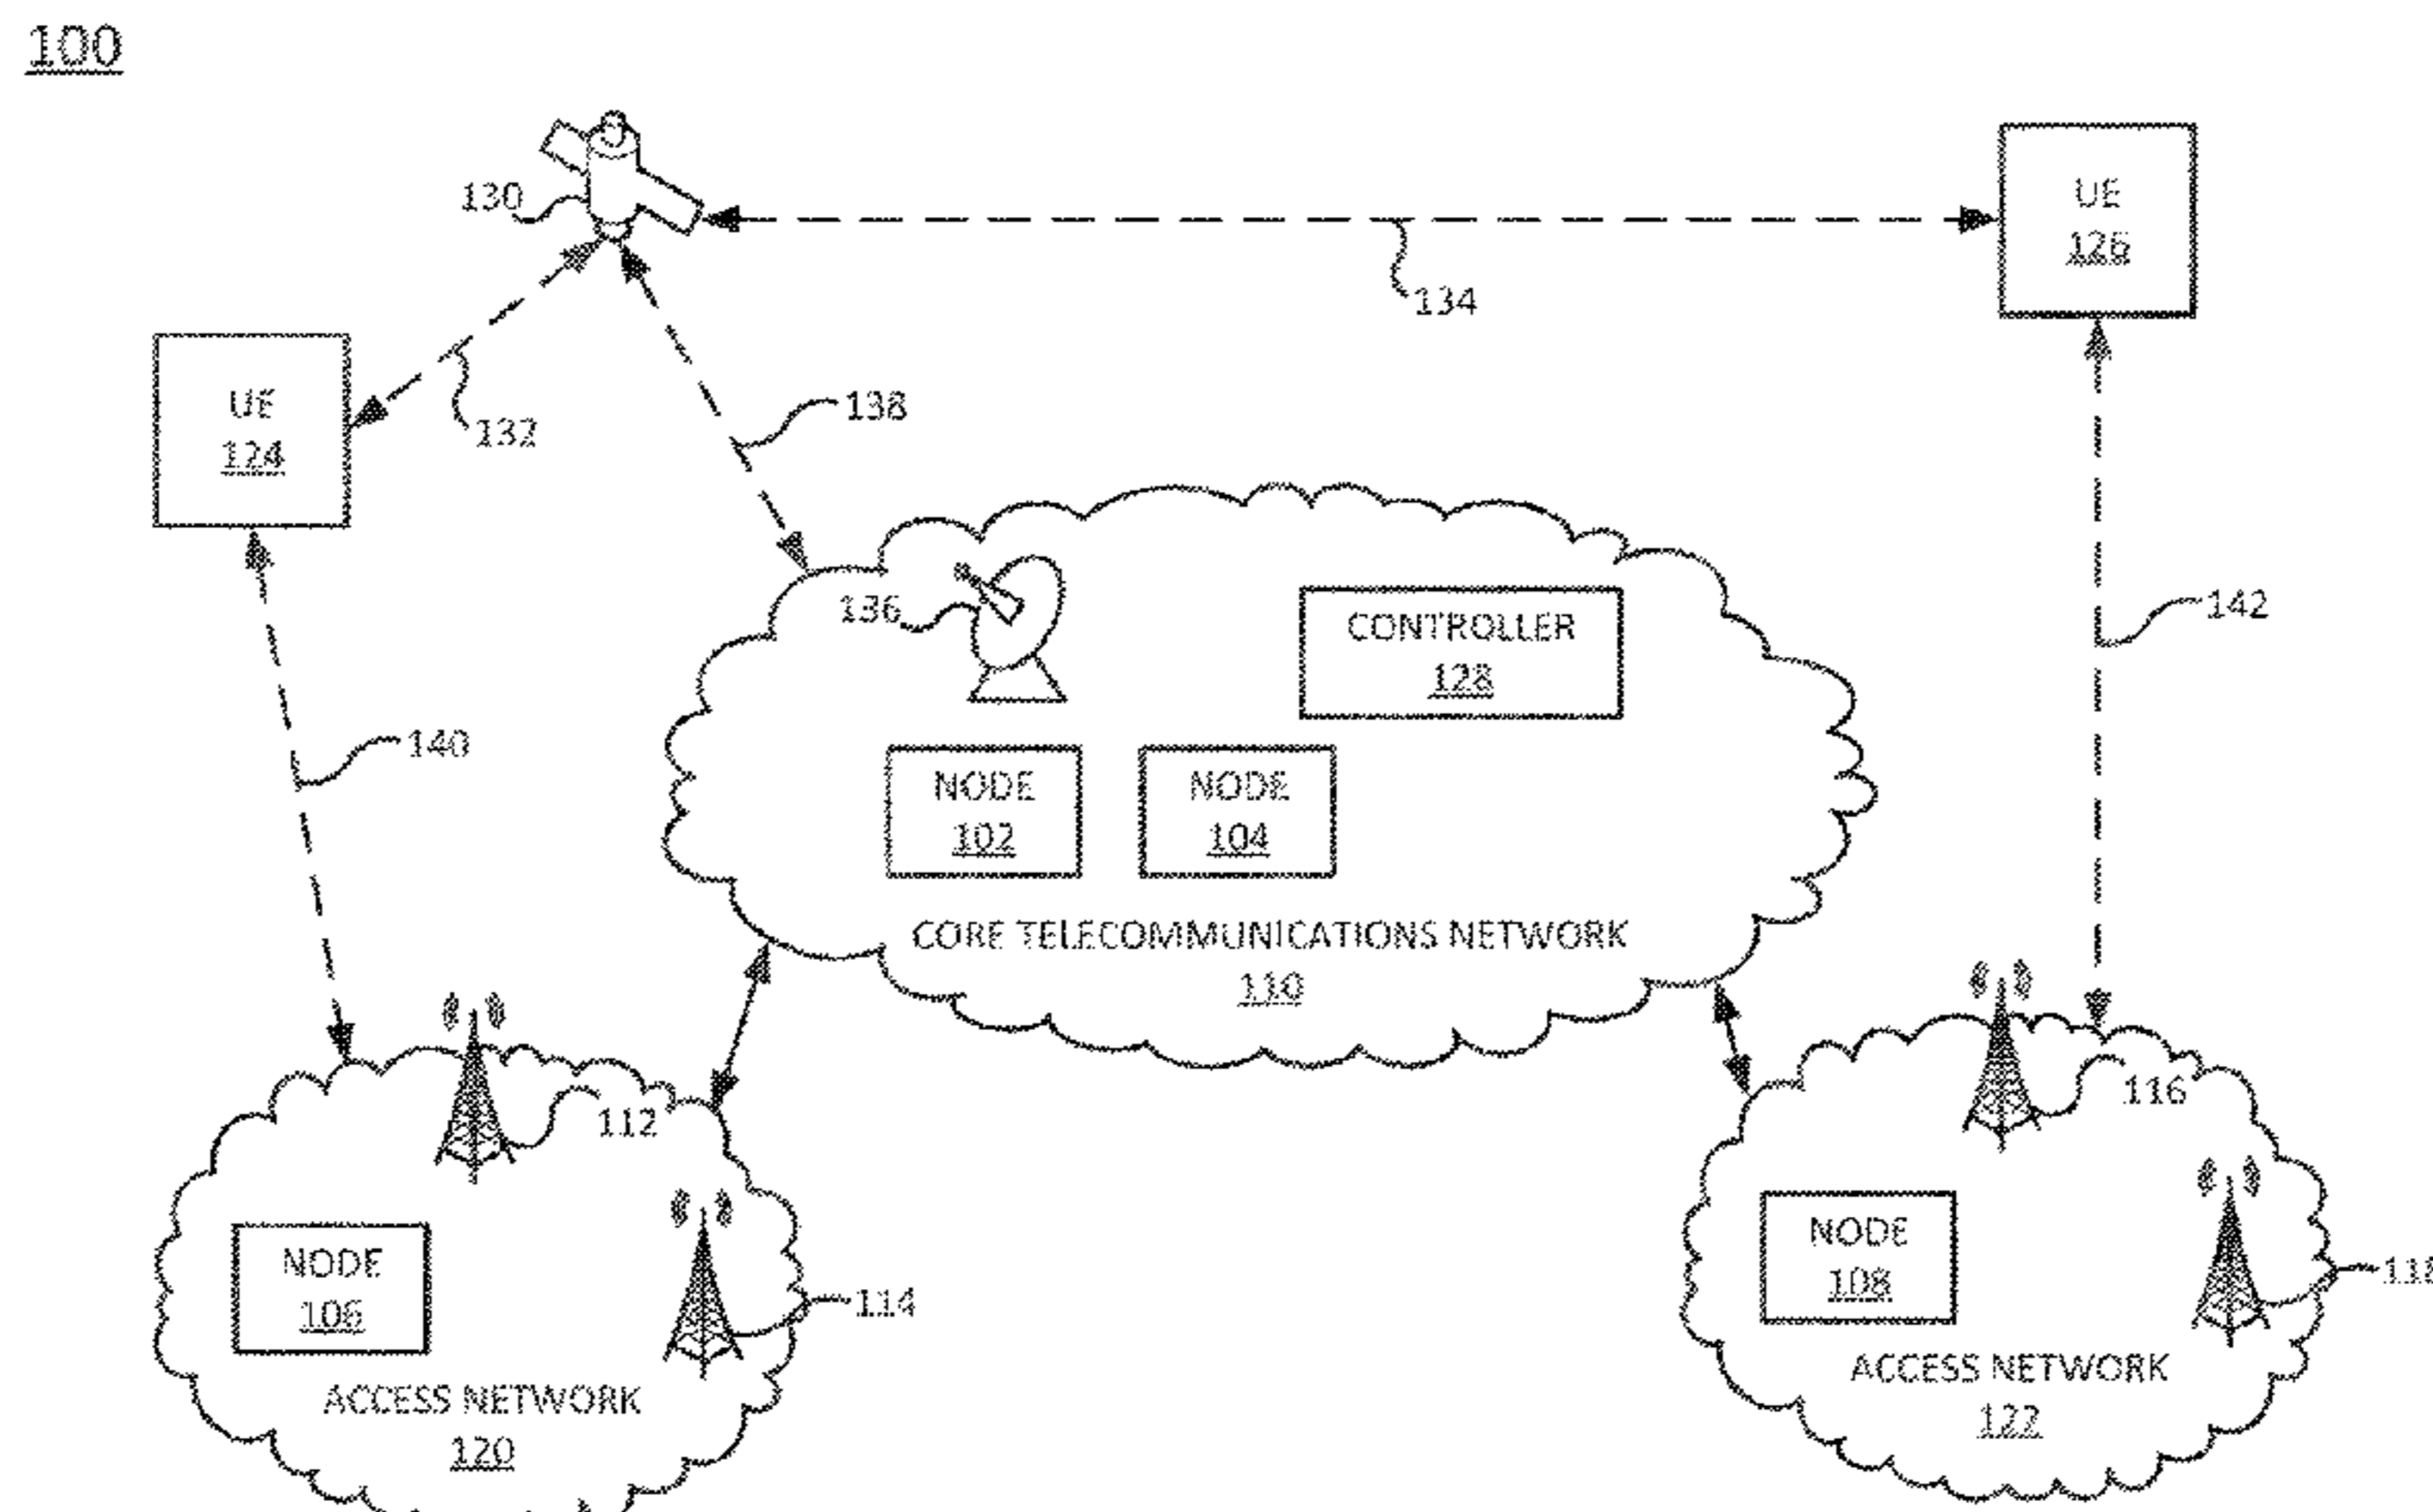 100
130
UE
126
134
UE
124
132
138
136
CONTROLLER
128
142
140
NODE
102
NODE
104
CORE TELECOMMUNICATIONS NETWORK
110
112
116
NODE
106
114
NODE
108
118
ACCESS NETWORK
120
ACCESS NETWORK
122